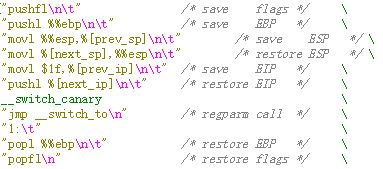 "pushfl\n\t" /* save flags */ \
"pushl %%ebp\n\t" /* save EBP */ \
"movl %%esp,%[prev_sp]\n\t" /* save ESP */ \
"movl %[next_sp],%%esp\n\t" /* restore ESP */ \
"movl $1f,%[prev_ip]\n\t" /* save EIP */ \
"pushl %[next_ip]\n\t" /* restore EIP */ \
__switch_canary \
"jmp __switch_to\n" /* regparm call */ \
"1:\t" \
"popl %%ebp\n\t" /* restore EBP */ \
"popfl\n" /* restore flags */ \